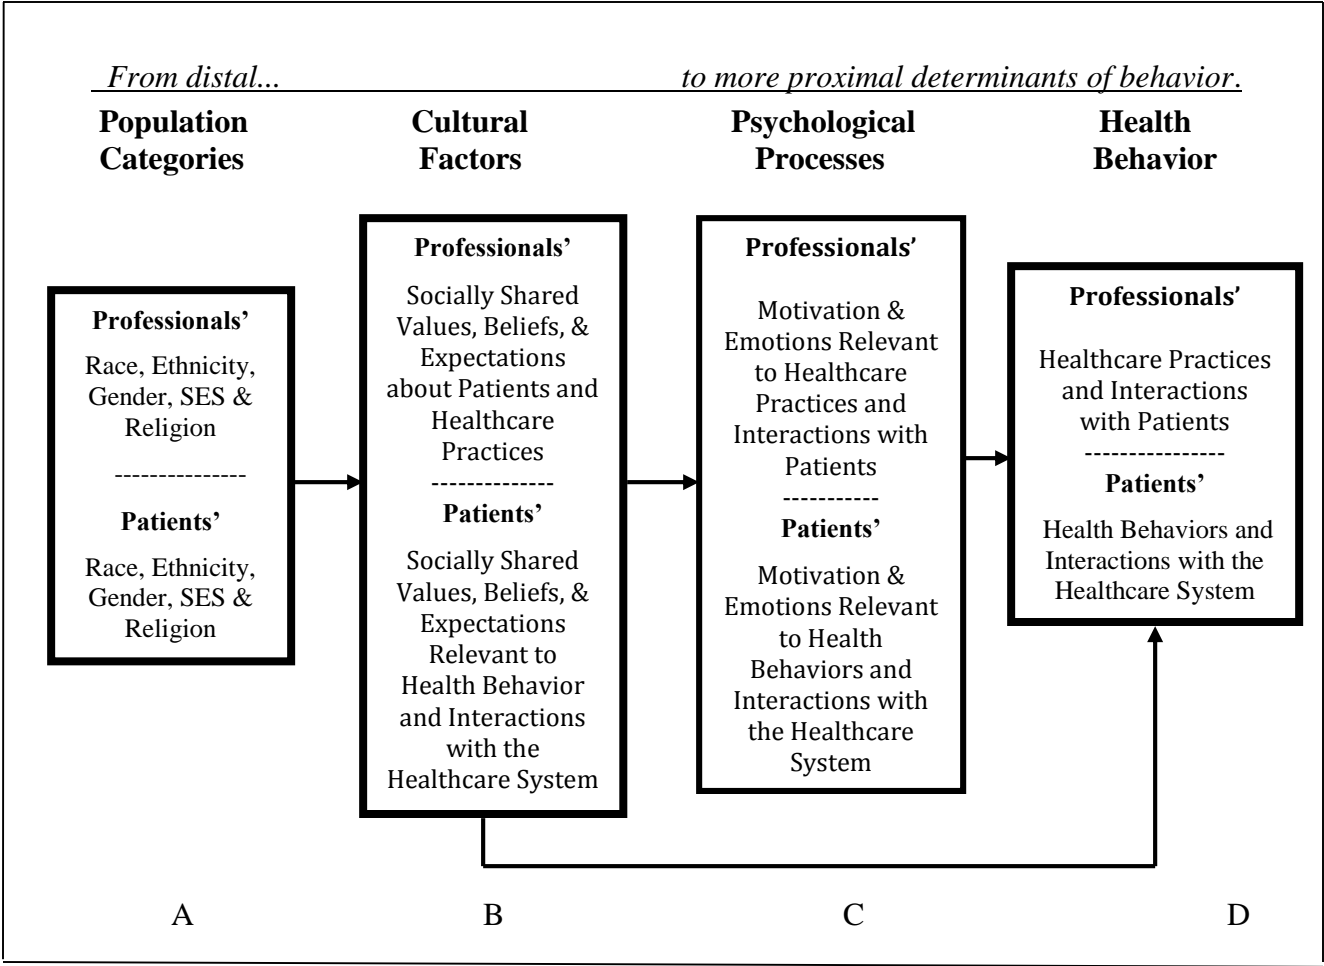 From distal... to more proximal determinants of behavior.
Population
Categories
Cultural
Factors
Psychological
Processes
Health
Behavior
Professionals’
Race, Ethnicity,
Gender, SES &
Religion
---------------
Patients’
Race, Ethnicity,
Gender, SES &
Religion
Professionals’
Socially Shared
Values, Beliefs, &
Expectations
about Patients and
Healthcare
Practices
--------------
Patients’
Socially Shared
Values, Beliefs, &
Expectations
Relevant to
Health Behavior
and Interactions
with the
Healthcare System
Professionals’
Motivation &
Emotions Relevant
to Healthcare
Practices and
Interactions with
Patients
-----------
Patients’
Motivation &
Emotions Relevant
to Health
Behaviors and
Interactions with
the Healthcare
System
Professionals’
Healthcare Practices
and Interactions
with Patients
----------------
Patients’
Health Behaviors and
Interactions with the
Healthcare System
A B C D